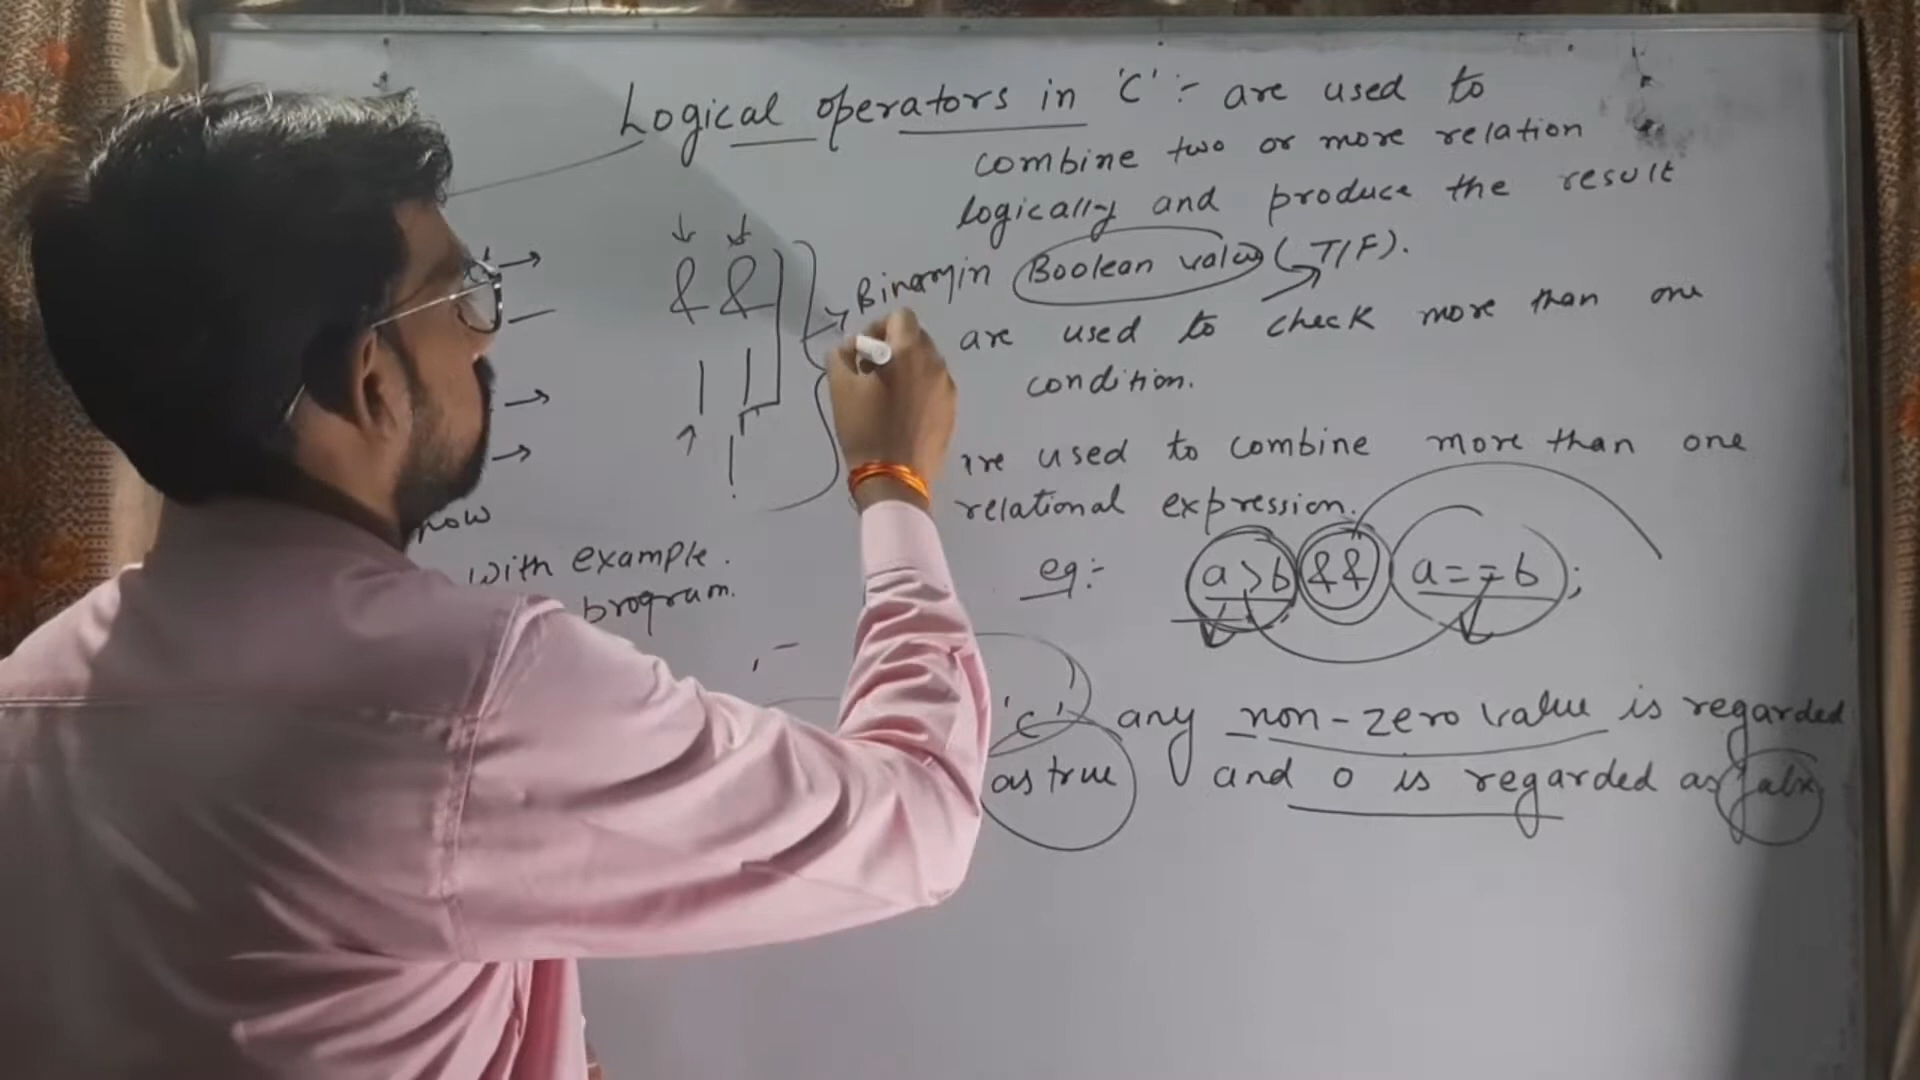 Logical operators in 'C' :- are used to
combine two or more relation
logically and produce the result
in Boolean value (T/F).
&& Binary
are used to check more than one
||
condition.
!
used to combine more than one
relational expression.
with example.
program.
eg:- a>b && a==b;
'C' any non-zero value is regarded
as true and 0 is regarded as